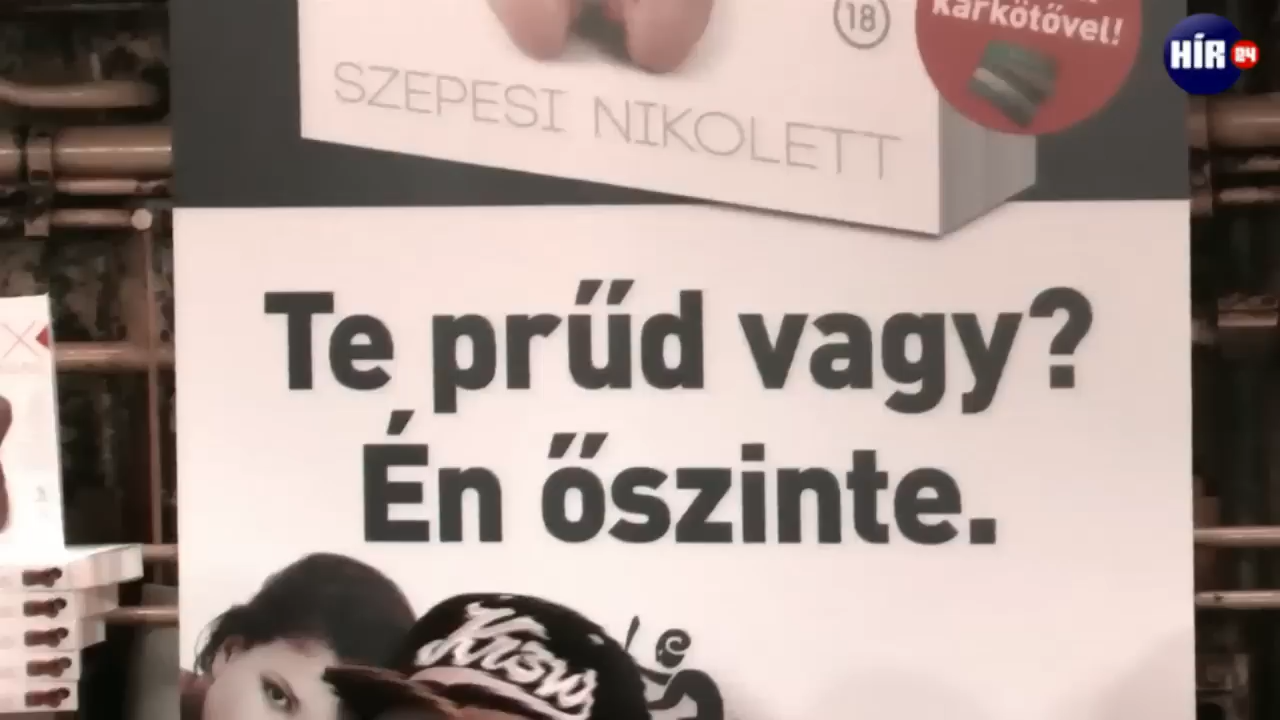 18
karkötővel!
HÍR 24
SZEPESI NIKOLETT
Te prűd vagy?
Én őszinte.